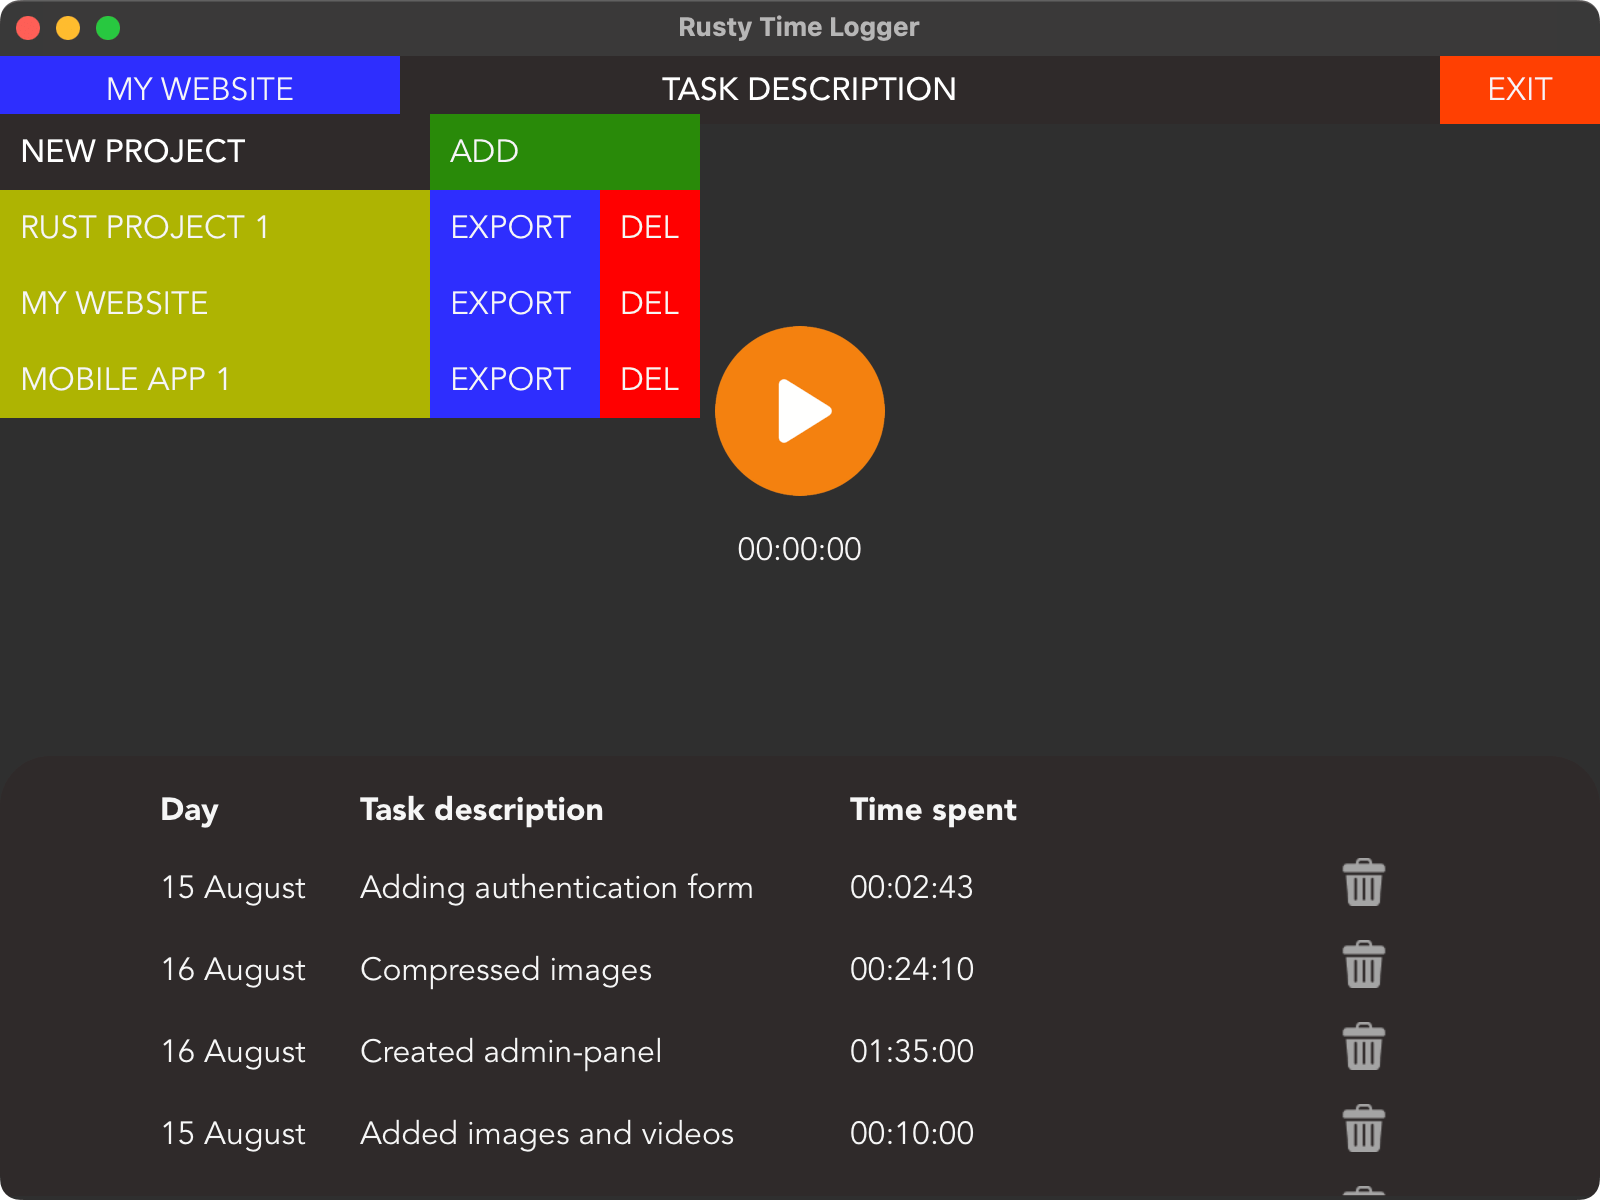 Rusty Time Logger
MY WEBSITE TASK DESCRIPTION EXIT
NEW PROJECT ADD
RUST PROJECT 1 EXPORT DEL
MY WEBSITE EXPORT DEL
MOBILE APP 1 EXPORT DEL
00:00:00
Day Task description Time spent
15 August Adding authentication form 00:02:43
16 August Compressed images 00:24:10
16 August Created admin-panel 01:35:00
15 August Added images and videos 00:10:00